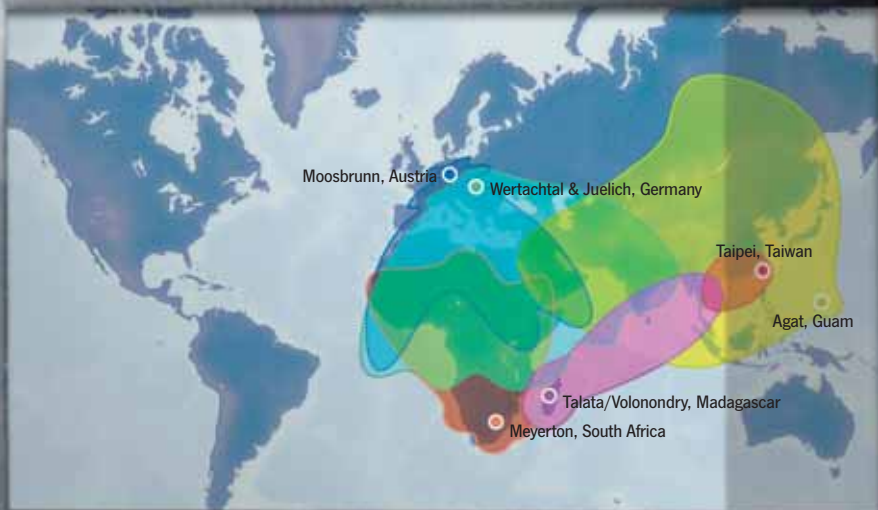 Moosbrunn, Austria
Wertachtal & Juelich, Germany
Taipei, Taiwan
Agat, Guam
Talata/Volonondry, Madagascar
Meyerton, South Africa